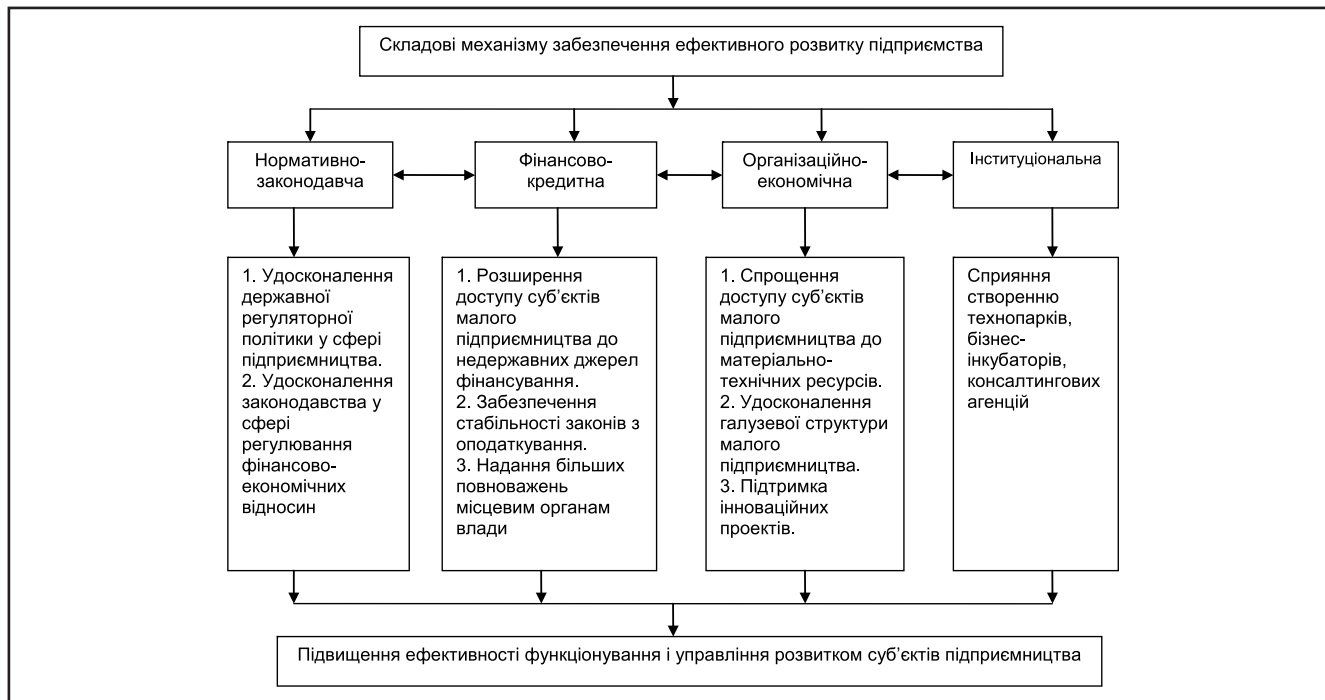 Складові механізму забезпечення ефективного розвитку підприємства
Нормативно-
законодавча
Фінансово-
кредитна
Організаційно-
економічна
Інституціональна
1. Удосконалення
державної
регуляторної
політики у сфері
підприємництва.
2. Удосконалення
законодавства у
сфері
регулювання
фінансово-
економічних
відносин
1. Розширення
доступу суб’єктів
малого
підприємництва до
недержавних джерел
фінансування.
2. Забезпечення
стабільності законів з
оподаткування.
3. Надання більших
повноважень
місцевим органам
влади
1. Спрощення
доступу суб’єктів
малого
підприємництва до
матеріально-
технічних ресурсів.
2. Удосконалення
галузевої структури
малого
підприємництва.
3. Підтримка
інноваційних
проектів.
Сприяння
створенню
технопарків,
бізнес-
інкубаторів,
консалтингових
агенцій
Підвищення ефективності функціонування і управління розвитком суб’єктів підприємництва